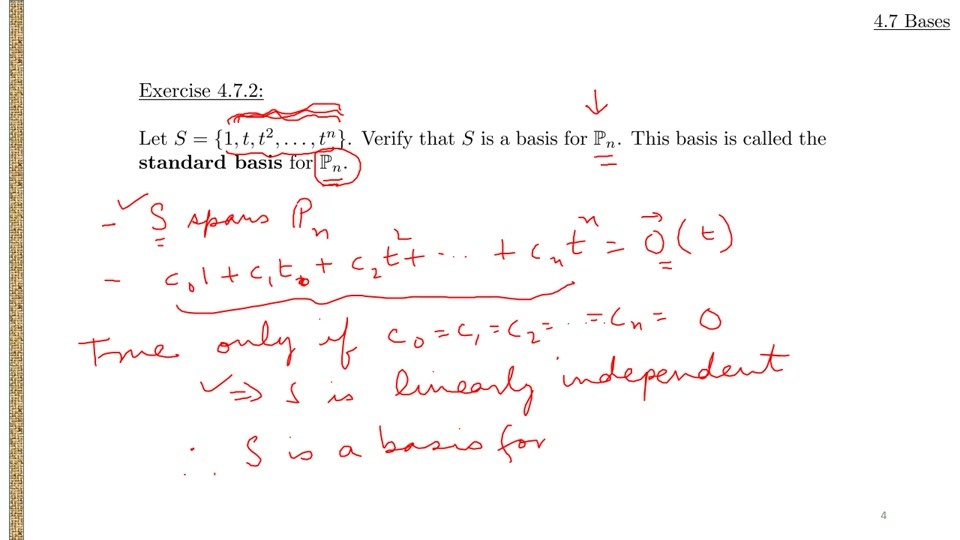 4.7 Bases
Exercise 4.7.2:
Let S = {1, t, t², . . . , tⁿ}. Verify that S is a basis for ℙₙ. This basis is called the
standard basis for ℙₙ.
- ✓ S spans ℙₙ
- c₀1 + c₁t + c₂t² + ... + cₙtⁿ = 0⃗(t)
True only if c₀ = c₁ = c₂ = ... = cₙ = 0
✓ ⇒ S is linearly independent
∴ S is a basis for
4